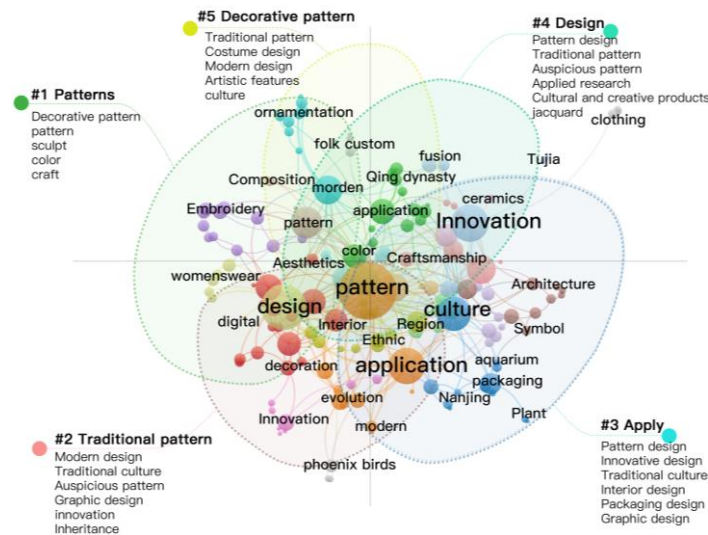 #5 Decorative pattern
Traditional pattern
Costume design
Modern design
Artistic features
culture
#4 Design
Pattern design
Traditional pattern
Auspicious pattern
Applied research
Cultural and creative products
jacquard
#1 Patterns
Decorative pattern
pattern
sculpt
color
craft
ornamentation
clothing
folk custom
fusion
Tujia
Qing dynasty
Composition
morden
ceramics
Embroidery
application
pattern
Innovation
color
Aesthetics
Craftsmanship
womenswear
pattern
Architecture
design
culture
digital
Interior
Region
Symbol
Ethnic
decoration
application
aquarium
packaging
evolution
Nanjing
Innovation
modern
Plant
phoenix birds
#2 Traditional pattern
Modern design
Traditional culture
Auspicious pattern
Graphic design
innovation
Inheritance
#3 Apply
Pattern design
Innovative design
Traditional culture
Interior design
Packaging design
Graphic design